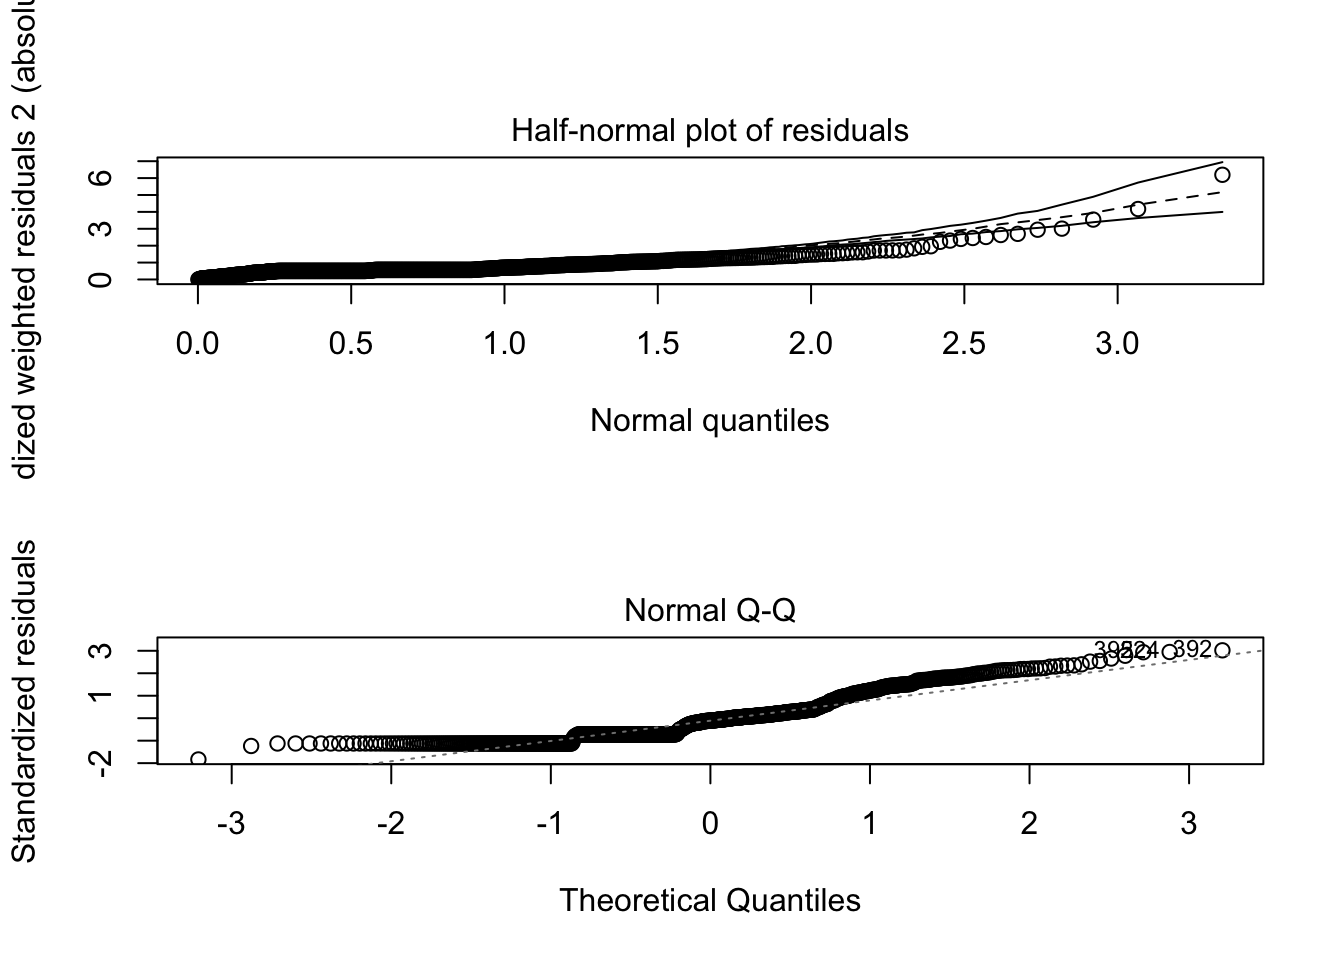 Half-normal plot of residuals
dized weighted residuals 2 (absolu
6
3
0
0.0 0.5 1.0 1.5 2.0 2.5 3.0
Normal quantiles
Normal Q-Q
Standardized residuals
3
1
-2
392
-3 -2 -1 0 1 2 3
Theoretical Quantiles